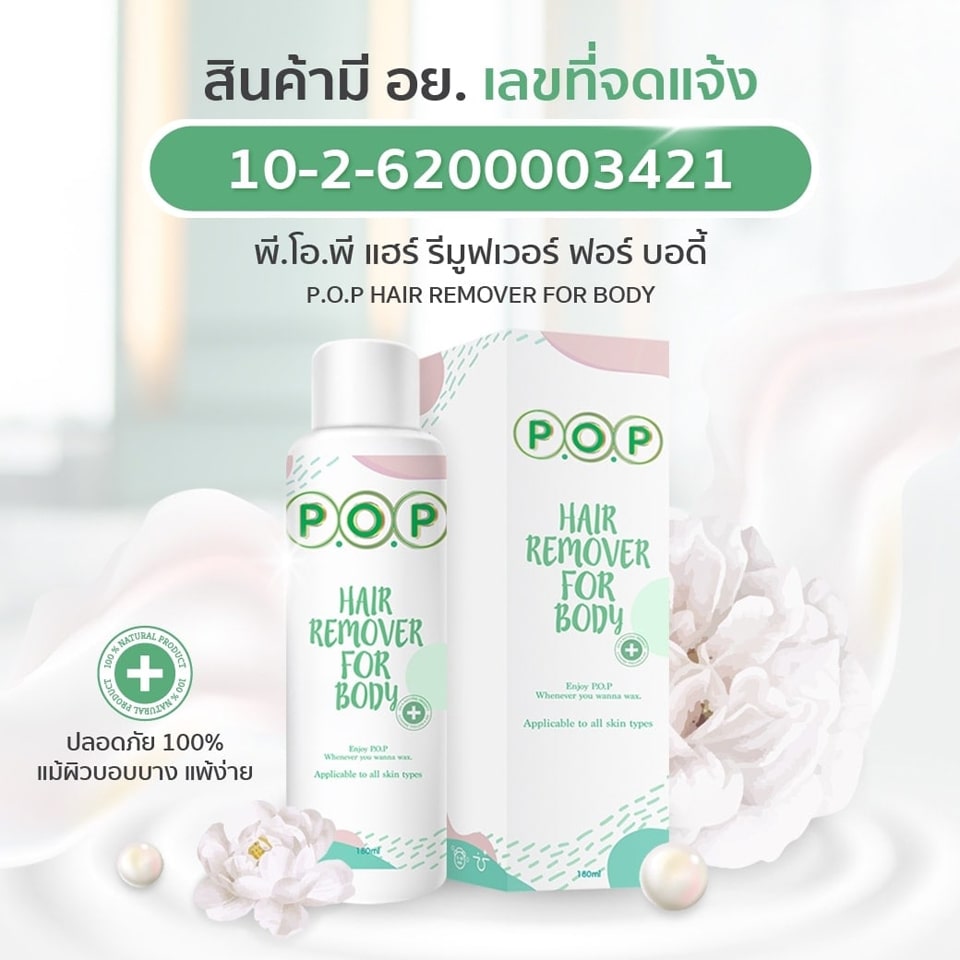 สินค้ามี อย. เลขที่จดแจ้ง
10-2-6200003421
พี.โอ.พี แฮร์ รีมูฟเวอร์ ฟอร์ บอดี้
P.O.P HAIR REMOVER FOR BODY
P.O.P
HAIR
REMOVER
FOR
BODY
Enjoy P.O.P
Whenever you wanna wax.
Applicable to all skin types
180ml
P.O.P
HAIR
REMOVER
FOR
BODY
Enjoy P.O.P
Whenever you wanna wax.
Applicable to all skin types
180ml
100% NATURAL PRODUCT
100% NATURAL PRODUCT
ปลอดภัย 100%
แม้ผิวบอบบาง แพ้ง่าย